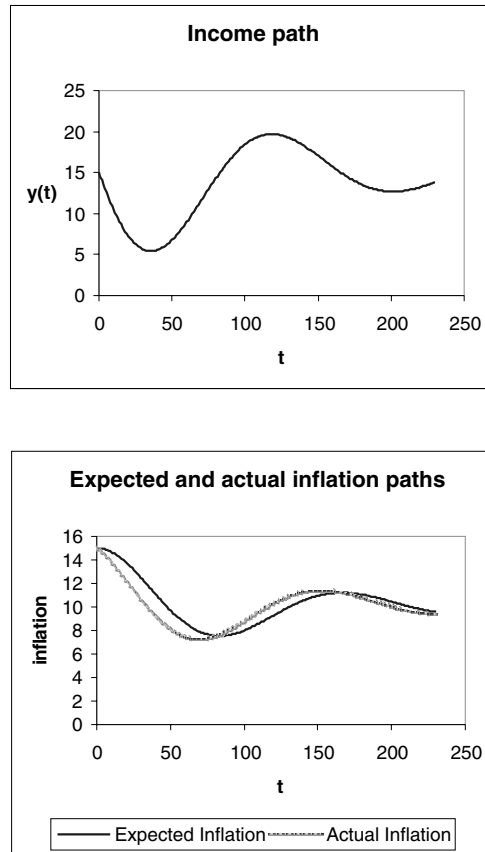 Income path
25
20
15
10
5
0
y(t)
0 50 100 150 200 250
t
Expected and actual inflation paths
16
14
12
10
8
6
4
2
0
inflation
0 50 100 150 200 250
t
Expected Inflation Actual Inflation